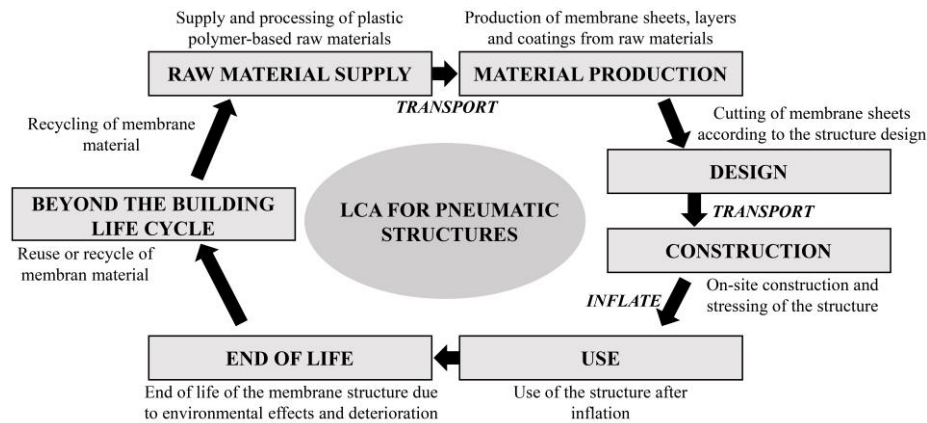 Supply and processing of plastic
polymer-based raw materials
RAW MATERIAL SUPPLY
TRANSPORT
Production of membrane sheets, layers
and coatings from raw materials
MATERIAL PRODUCTION
Cutting of membrane sheets
according to the structure design
DESIGN
TRANSPORT
CONSTRUCTION
On-site construction and
stressing of the structure
INFLATE
USE
Use of the structure after
inflation
END OF LIFE
End of life of the membrane structure due
to environmental effects and deterioration
BEYOND THE BUILDING
LIFE CYCLE
Reuse or recycle of
membran material
Recycling of membrane
material
LCA FOR PNEUMATIC
STRUCTURES